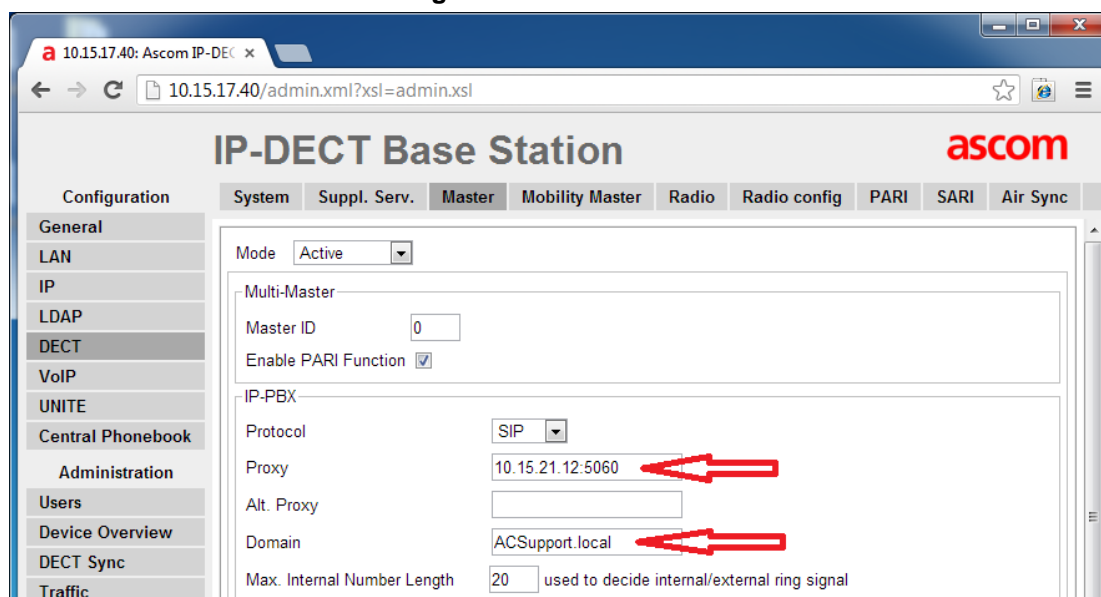 10.15.17.40: Ascom IP-DEC
10.15.17.40/admin.xml?xsl=admin.xsl
IP-DECT Base Station
ascom
Configuration
System Suppl. Serv. Master Mobility Master Radio Radio config PARI SARI Air Sync
General
LAN
IP
LDAP
DECT
VoIP
UNITE
Central Phonebook
Administration
Users
Device Overview
DECT Sync
Traffic
Mode Active
Multi-Master
Master ID 0
Enable PARI Function
IP-PBX
Protocol SIP
Proxy 10.15.21.12:5060
Alt. Proxy
Domain ACSupport.local
Max. Internal Number Length 20 used to decide internal/external ring signal